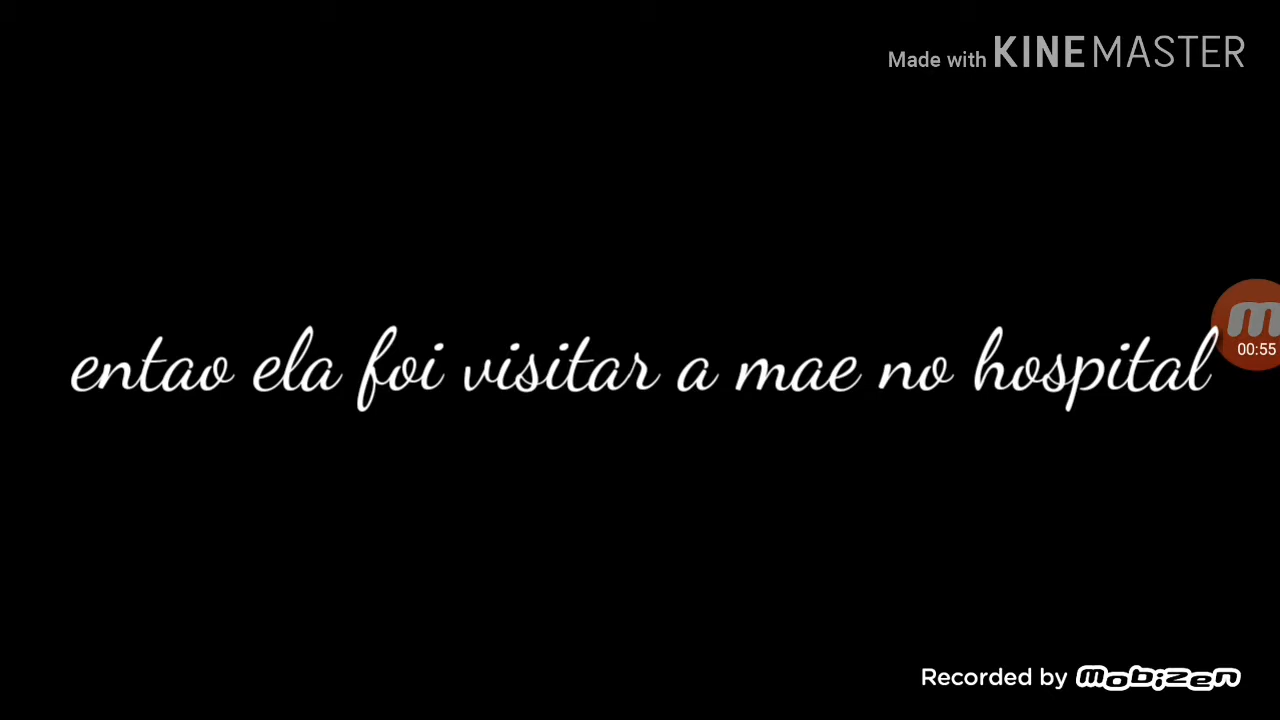 Made with KINEMASTER
entao ela foi visitar a mae no hospital
00:55
Recorded by mobizen